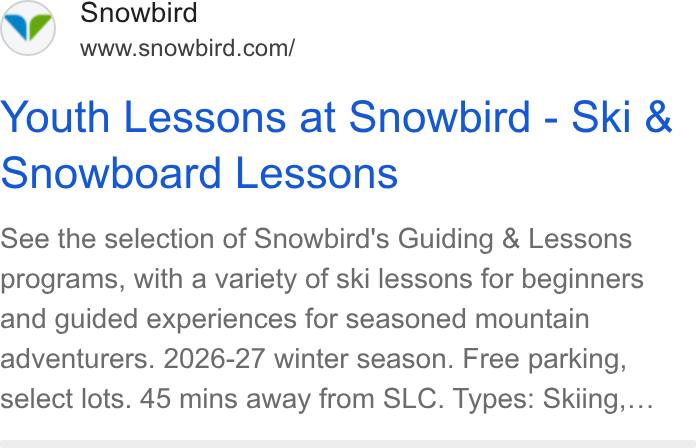 Snowbird
www.snowbird.com/
Youth Lessons at Snowbird - Ski &
Snowboard Lessons
See the selection of Snowbird's Guiding & Lessons
programs, with a variety of ski lessons for beginners
and guided experiences for seasoned mountain
adventurers. 2026-27 winter season. Free parking,
select lots. 45 mins away from SLC. Types: Skiing,…